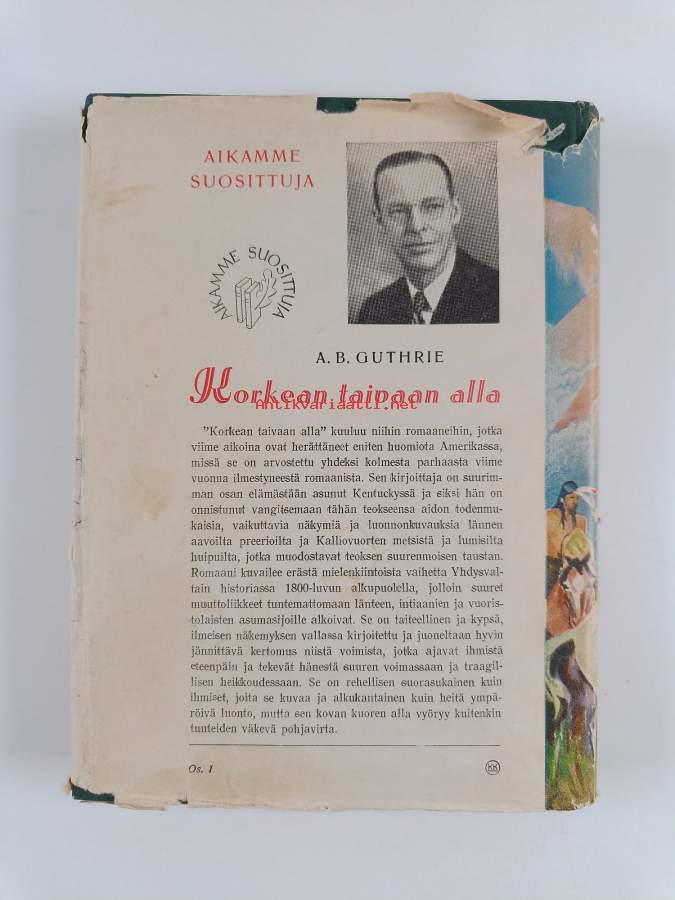 AIKAMME
SUOSITTUJA
AIKAMME SUOSITTUJA
A. B. GUTHRIE
Korkean taipaan alla
Antikvariaatti.net
"Korkean taivaan alla" kuuluu niihin romaaneihin, jotka
viime aikoina ovat herättäneet eniten huomiota Amerikassa,
missä se on arvostettu yhdeksi kolmesta parhaasta viime
vuonna ilmestyneestä romaanista. Sen kirjoittaja on suurim-
man osan elämästään asunut Kentuckyssä ja siksi hän on
onnistunut vangitsemaan tähän teokseensa aidon todenmu-
kaisia, vaikuttavia näkymiä ja luonnonkuvauksia lännen
aavoilta preerioilta ja Kalliovuorten metsistä ja lumisilta
huipuilta, jotka muodostavat teoksen suurenmoisen taustan.
Romaani kuvailee erästä mielenkiintoista vaihetta Yhdysval-
tain historiassa 1800-luvun alkupuolella, jolloin suuret
muuttoliikkeet tuntemattomaan länteen, intiaanien ja vuoris-
tolaisten asumasijoille alkoivat. Se on taiteellinen ja kypsä,
ilmeisen näkemyksen vallassa kirjoitettu ja juoneltaan hyvin
jännittävä kertomus niistä voimista, jotka ajavat ihmistä
eteenpäin ja tekevät hänestä suuren voimassaan ja traagil-
lisen heikkoudessaan. Se on rehellisen suorasukainen kuin
ihmiset, joita se kuvaa ja alkukantainen kuin heitä ympä-
röivä luonto, mutta sen kovan kuoren alla vyöryy kuitenkin
tunteiden väkevä pohjavirta.
Os. 1
KK